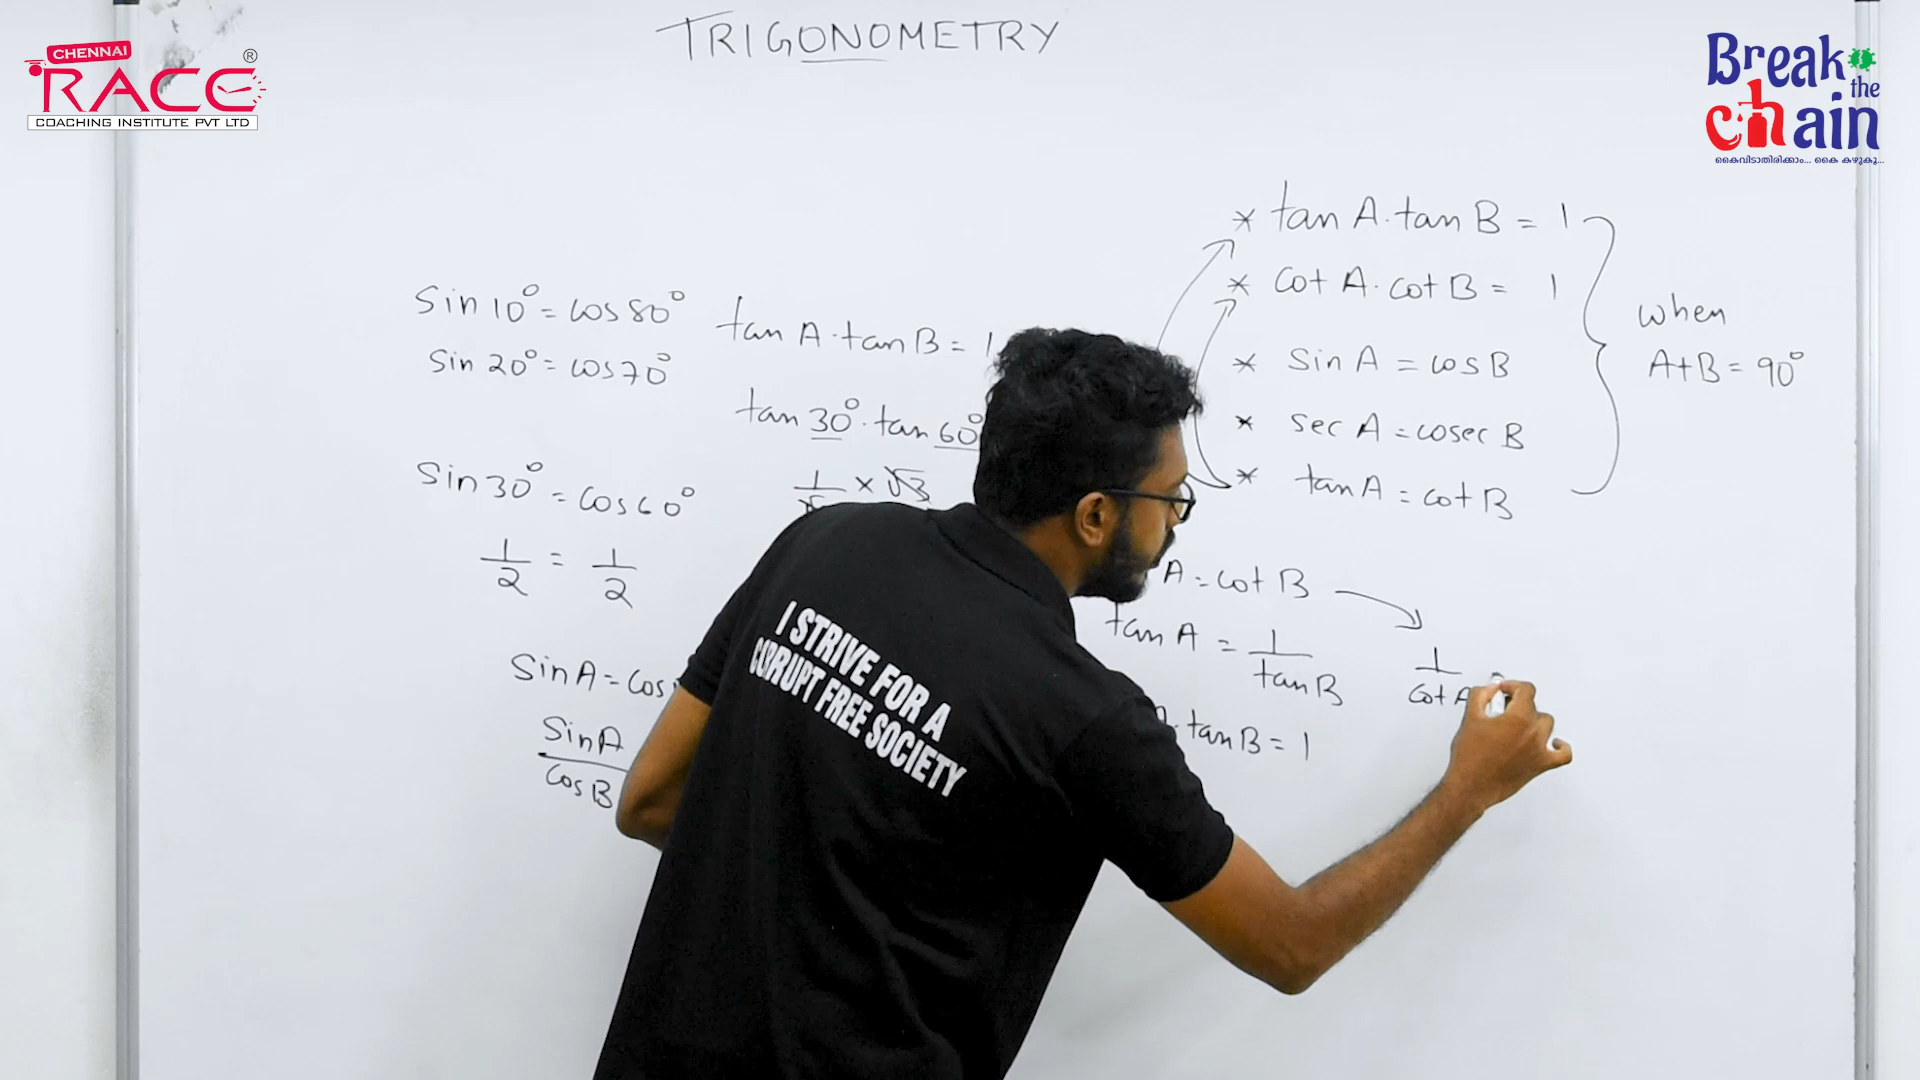 TRIGONOMETRY
CHENNAI
RACE ®
COACHING INSTITUTE PVT LTD
Break
the
chain
കൈവിടാതിരിക്കാം... കൈ കഴുകൂ...
Sin 10° = cos 80°
Sin 20° = cos 70°
Sin 30° = cos 60°
1/2 = 1/2
Sin A = cos
Sin A
cos B
tan A · tan B = 1
tan 30° · tan 60°
1/ × √3
* tan A · tan B = 1
* cot A · cot B = 1
* sin A = cos B
* sec A = cosec B
* tan A = cot B
when
A+B = 90°
A = cot B
tan A = 1/tan B
· tan B = 1
1/cot A
I STRIVE FOR A
CORRUPT FREE SOCIETY